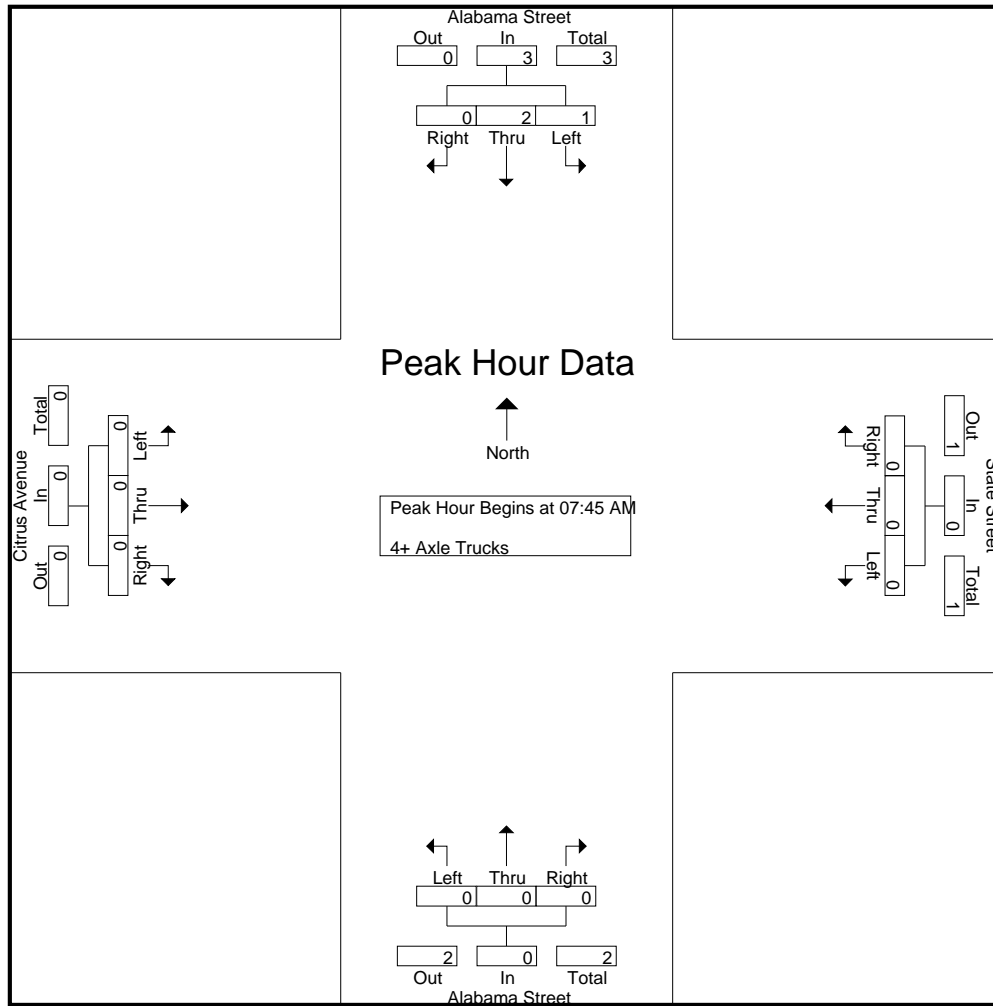 Alabama Street
Out In Total
0 3 3
0 2 1
Right Thru Left
Peak Hour Data
North
Peak Hour Begins at 07:45 AM
4+ Axle Trucks
Citrus Avenue
Out In Total
0 0 0
0 0 0
Right Thru Left
State Street
Out In Total
1 0 1
0 0 0
Right Thru Left
Left Thru Right
0 0 0
2 0 2
Out In Total
Alabama Street